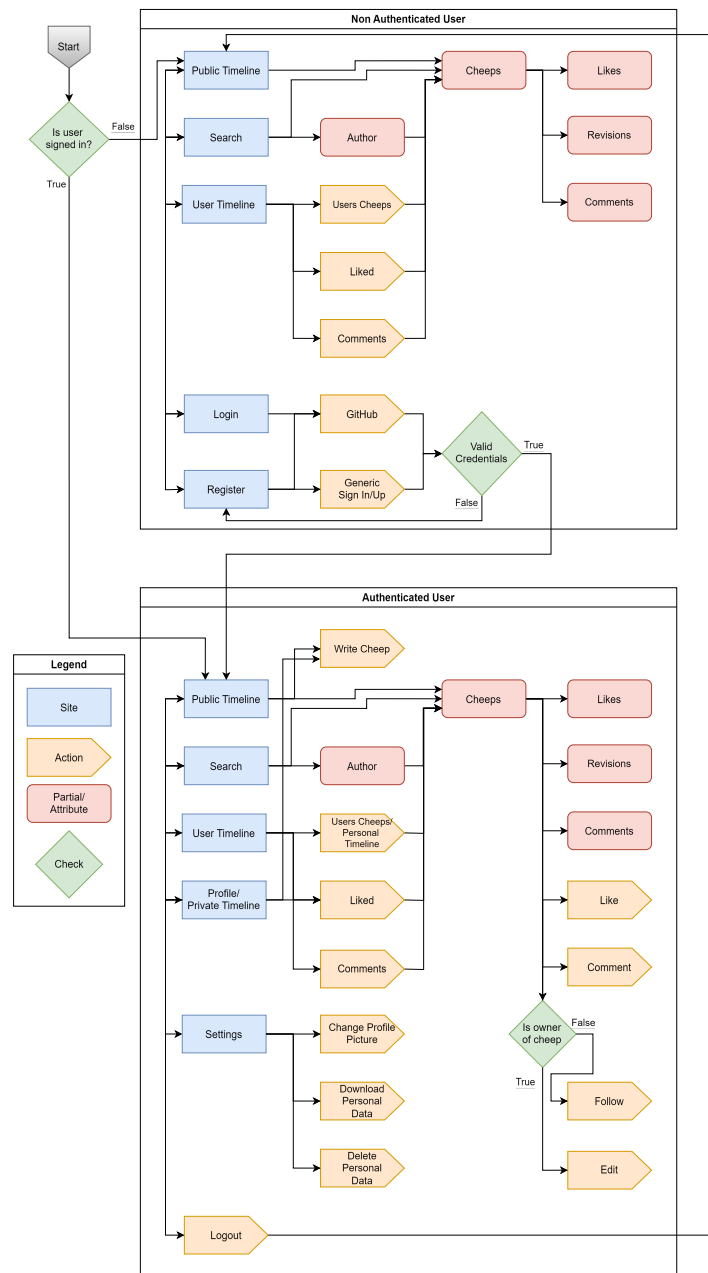 Non Authenticated User
Start
Public Timeline
Cheeps
Likes
Is user
signed in?
False
True
Search
Author
Revisions
User Timeline
Users Cheeps
Comments
Liked
Comments
Login
GitHub
Valid
Credentials
True
False
Register
Generic
Sign In/Up
Authenticated User
Write Cheep
Legend
Site
Action
Partial/
Attribute
Check
Public Timeline
Cheeps
Likes
Search
Author
Revisions
User Timeline
Users Cheeps/
Personal
Timeline
Comments
Profile/
Private Timeline
Liked
Like
Comments
Comment
Settings
Change Profile
Picture
Is owner
of cheep
False
True
Download
Personal
Data
Follow
Delete
Personal
Data
Edit
Logout